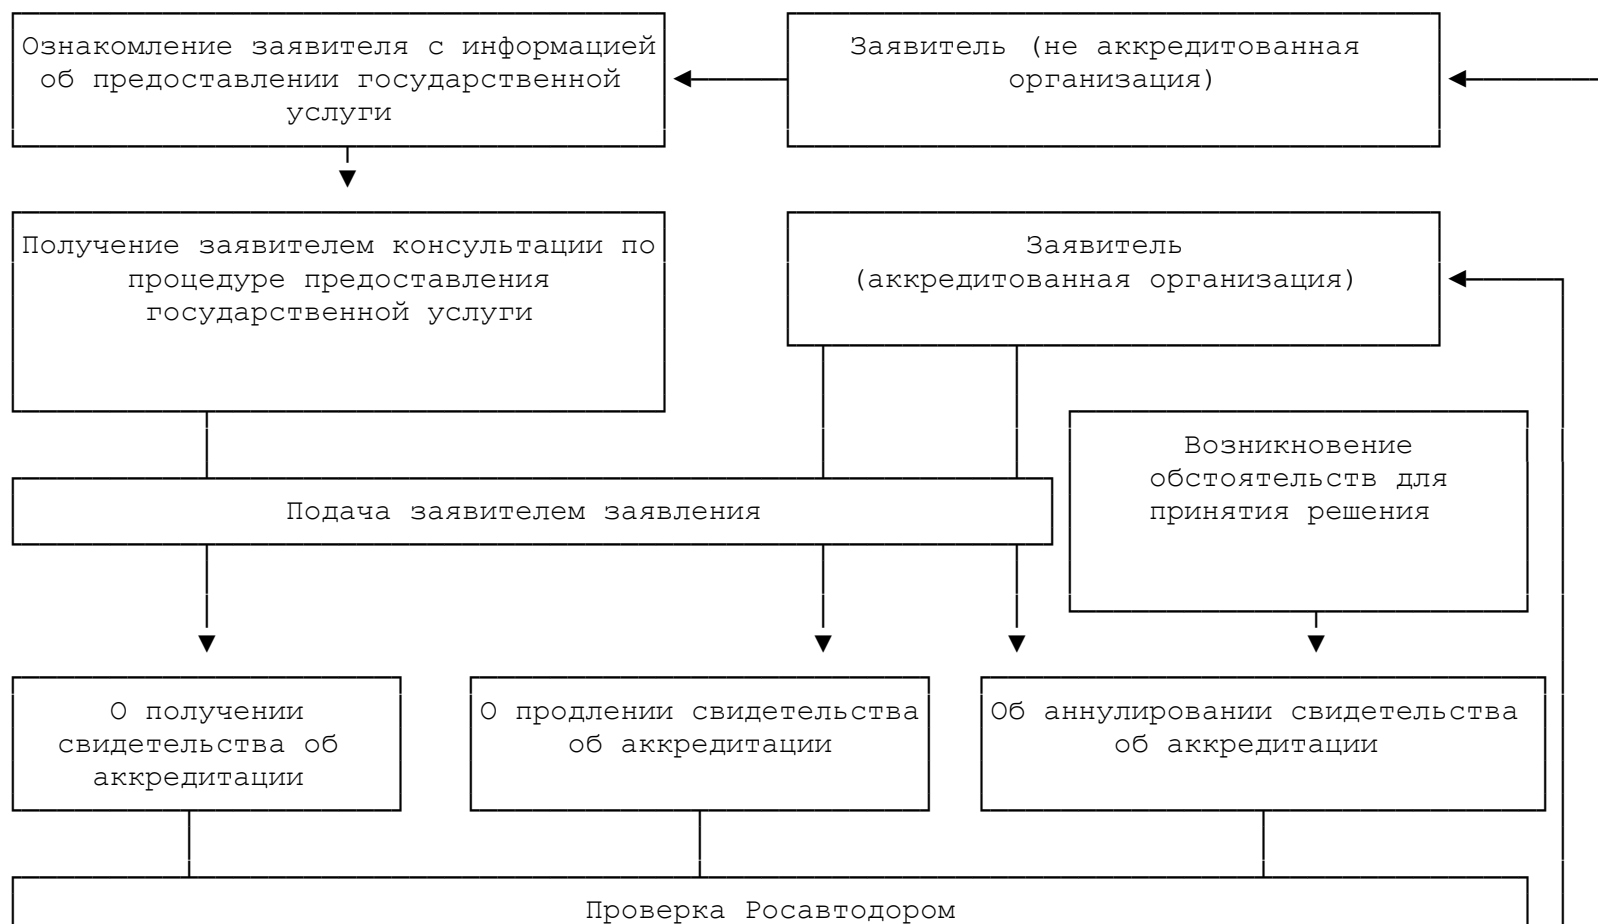 Ознакомление заявителя с информацией
об предоставлении государственной
услуги
Заявитель (не аккредитованная
организация)
Получение заявителем консультации по
процедуре предоставления
государственной услуги
Заявитель
(аккредитованная организация)
Возникновение
обстоятельств для
принятия решения
Подача заявителем заявления
О получении
свидетельства об
аккредитации
О продлении свидетельства
об аккредитации
Об аннулировании свидетельства
об аккредитации
Проверка Росавтодором